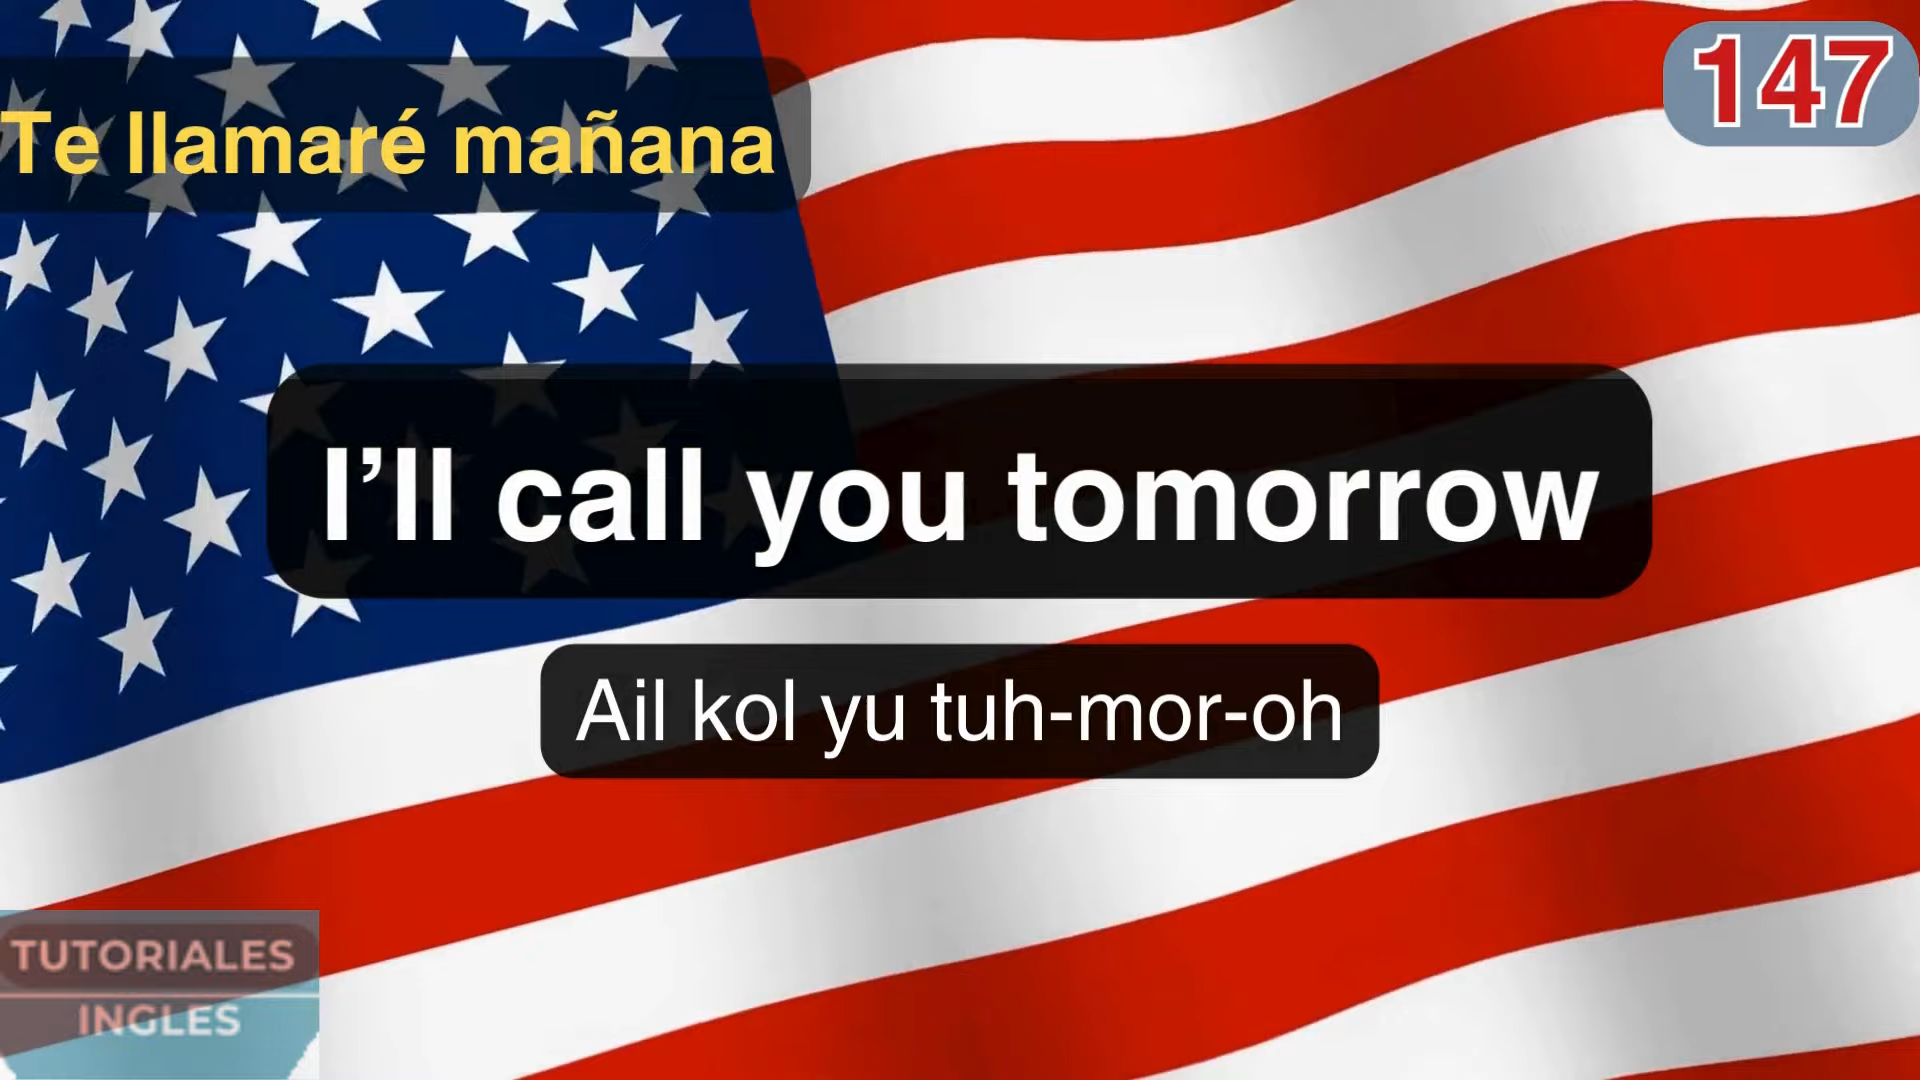 147
Te llamaré mañana
I’ll call you tomorrow
Ail kol yu tuh-mor-oh
TUTORIALES
INGLES